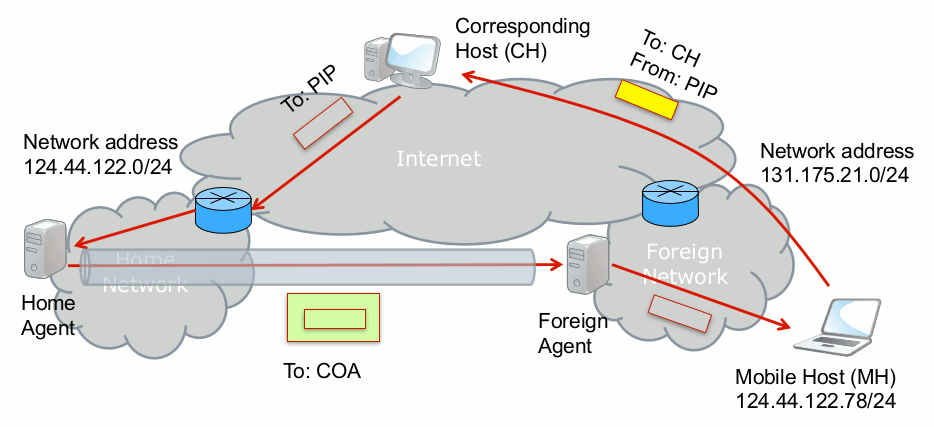 Corresponding
Host (CH)
To: CH
From: PIP
To: PIP
Network address
124.44.122.0/24
Internet
Network address
131.175.21.0/24
Home
Network
Foreign
Network
Home
Agent
Foreign
Agent
To: COA
Mobile Host (MH)
124.44.122.78/24